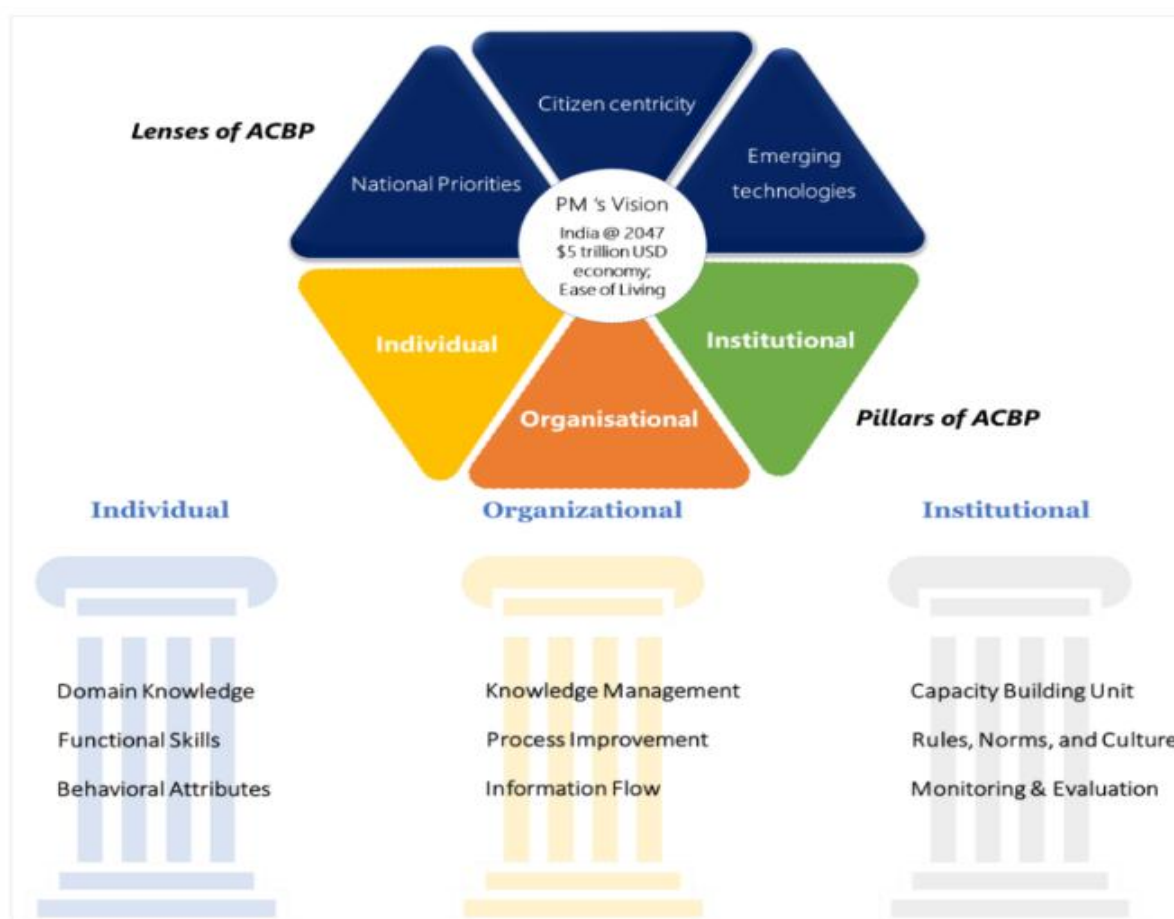 Lenses of ACBP
National Priorities
Citizen centricity
Emerging
technologies
PM 's Vision
India @ 2047
$5 trillion USD
economy;
Ease of Living
Individual
Organisational
Institutional
Pillars of ACBP
Individual
Domain Knowledge
Functional Skills
Behavioral Attributes
Organizational
Knowledge Management
Process Improvement
Information Flow
Institutional
Capacity Building Unit
Rules, Norms, and Culture
Monitoring & Evaluation